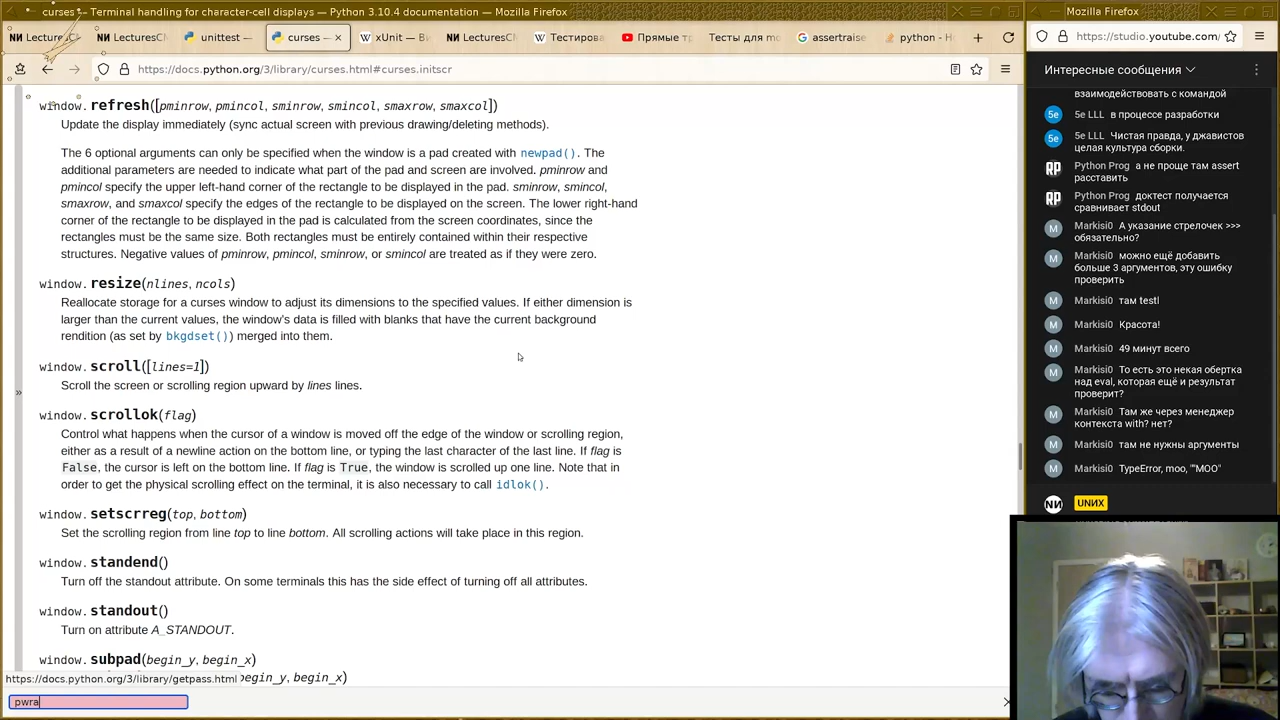 curses — Terminal handling for character-cell displays — Python 3.10.4 documentation — Mozilla Firefox
Mozilla Firefox
LecturesC
LecturesCM
unittest —
curses —
xUnit — Ви
LecturesCM
Тестирова
Прямые тр
Тесты для mo
assertraise
python - Н
https://docs.python.org/3/library/curses.html#curses.initscr
https://studio.youtube.com/
Интересные сообщения
window.refresh([pminrow, pmincol, sminrow, smincol, smaxrow, smaxcol])
Update the display immediately (sync actual screen with previous drawing/deleting methods).
The 6 optional arguments can only be specified when the window is a pad created with newpad(). The
additional parameters are needed to indicate what part of the pad and screen are involved. pminrow and
pmincol specify the upper left-hand corner of the rectangle to be displayed in the pad. sminrow, smincol,
smaxrow, and smaxcol specify the edges of the rectangle to be displayed on the screen. The lower right-hand
corner of the rectangle to be displayed in the pad is calculated from the screen coordinates, since the
rectangles must be the same size. Both rectangles must be entirely contained within their respective
structures. Negative values of pminrow, pmincol, sminrow, or smincol are treated as if they were zero.
window.resize(nlines, ncols)
Reallocate storage for a curses window to adjust its dimensions to the specified values. If either dimension is
larger than the current values, the window's data is filled with blanks that have the current background
rendition (as set by bkgdset()) merged into them.
window.scroll([lines=1])
Scroll the screen or scrolling region upward by lines lines.
window.scrollok(flag)
Control what happens when the cursor of a window is moved off the edge of the window or scrolling region,
either as a result of a newline action on the bottom line, or typing the last character of the last line. If flag is
False, the cursor is left on the bottom line. If flag is True, the window is scrolled up one line. Note that in
order to get the physical scrolling effect on the terminal, it is also necessary to call idlok().
window.setscrreg(top, bottom)
Set the scrolling region from line top to line bottom. All scrolling actions will take place in this region.
window.standend()
Turn off the standout attribute. On some terminals this has the side effect of turning off all attributes.
window.standout()
Turn on attribute A_STANDOUT.
window.subpad(begin_y, begin_x)
https://docs.python.org/3/library/getpass.html
begin_y, begin_x)
pwra
взаимодействовать с командой
5e 5e LLL в процессе разработки
5e 5e LLL Чистая правда, у джавистов
целая культура сборки.
Python Prog а не проще там assert
расставить
Python Prog доктест получается
сравнивает stdout
M Markisi0 А указание стрелочек >>>
обязательно?
M Markisi0 можно ещё добавить
больше 3 аргументов, эту ошибку
проверить
M Markisi0 там testl
M Markisi0 Красота!
M Markisi0 49 минут всего
M Markisi0 То есть это некая обертка
над eval, которая ещё и результат
проверит?
M Markisi0 Там же через менеджер
контекста with? нет?
M Markisi0 там не нужны аргументы
M Markisi0 TypeError, moo, ""MOO"
UNИX